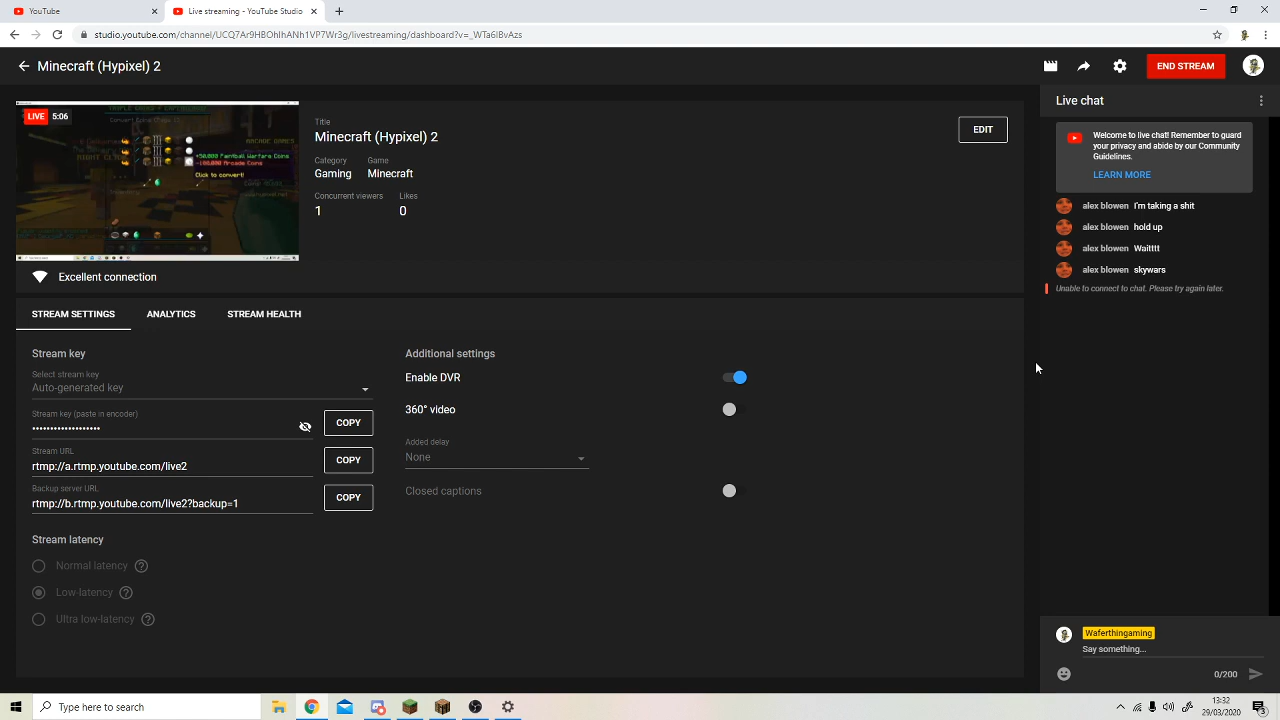 YouTube
Live streaming - YouTube Studio
studio.youtube.com/channel/UCQ7Ar9HBOhIhANh1VP7Wr3g/livestreaming/dashboard?v=_WTa6IBvAzs
Minecraft (Hypixel) 2
END STREAM
LIVE 5:06
ARCADE GAMES
+50,000 Paintball Warfare Coins
-100,000 Arcade Coins
Click to convert!
Title
Minecraft (Hypixel) 2
EDIT
Category Game
Gaming Minecraft
Concurrent viewers Likes
1 0
Excellent connection
Live chat
Welcome to live chat! Remember to guard
your privacy and abide by our Community
Guidelines.
LEARN MORE
alex blowen I'm taking a shit
alex blowen hold up
alex blowen Waitttt
alex blowen skywars
Unable to connect to chat. Please try again later.
STREAM SETTINGS ANALYTICS STREAM HEALTH
Stream key
Select stream key
Auto-generated key
Stream key (paste in encoder)
•••••••••••••••••••
COPY
Stream URL
rtmp://a.rtmp.youtube.com/live2
COPY
Backup server URL
rtmp://b.rtmp.youtube.com/live2?backup=1
COPY
Stream latency
Normal latency
Low-latency
Ultra low-latency
Additional settings
Enable DVR
360° video
Added delay
None
Closed captions
Waferthingaming
Say something...
0/200
Type here to search
13:32
29/03/2020
3